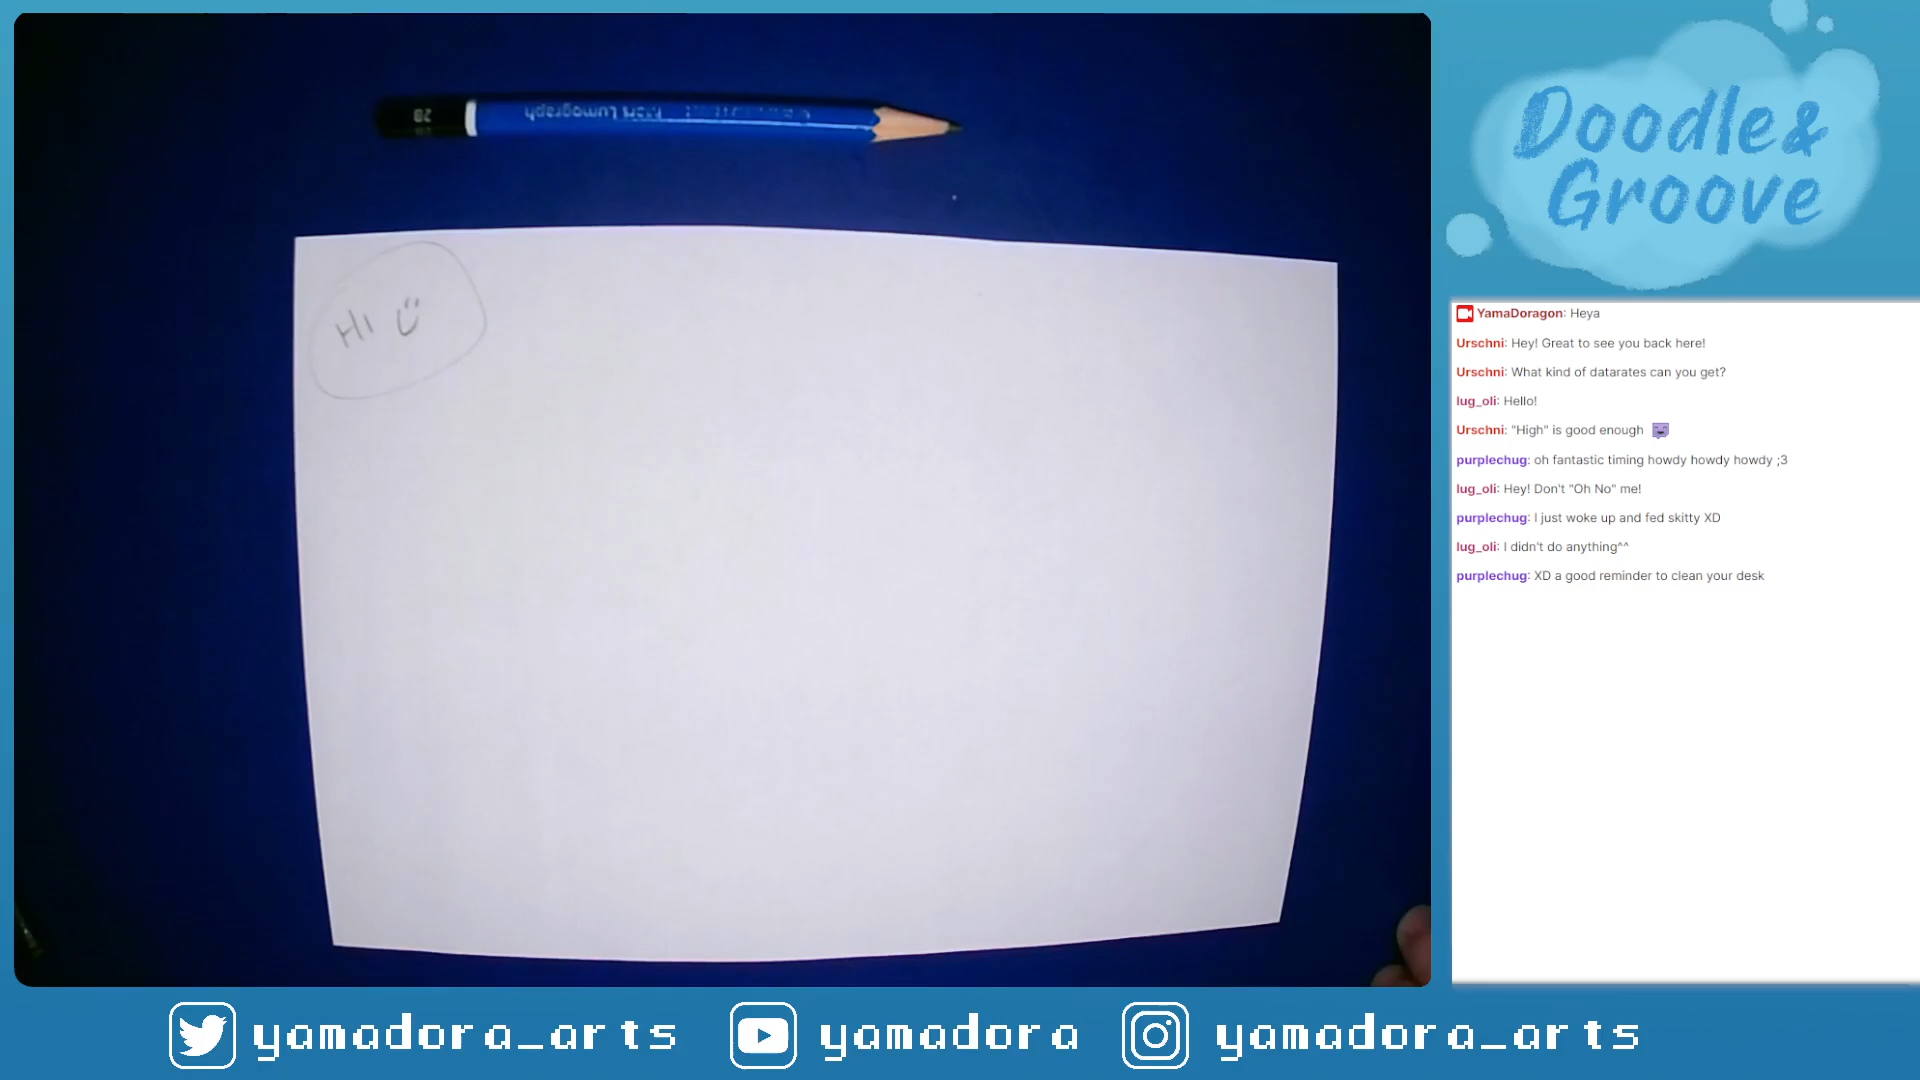 2B
Mars Lumograph
Hi
Doodle&
Groove
YamaDoragon: Heya
Urschni: Hey! Great to see you back here!
Urschni: What kind of datarates can you get?
lug_oli: Hello!
Urschni: "High" is good enough
purplechug: oh fantastic timing howdy howdy howdy ;3
lug_oli: Hey! Don't "Oh No" me!
purplechug: I just woke up and fed skitty XD
lug_oli: I didn't do anything^^
purplechug: XD a good reminder to clean your desk
yamadora_arts yamadora yamadora_arts